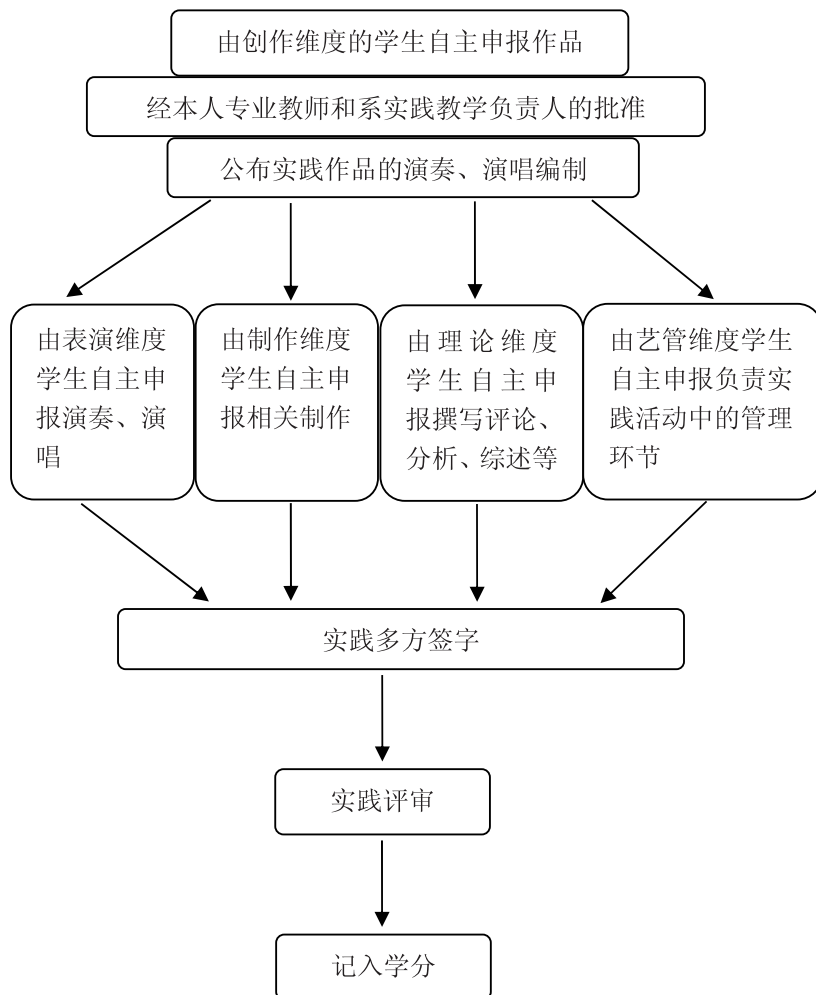 由创作维度的学生自主申报作品
经本人专业教师和系实践教学负责人的批准
公布实践作品的演奏、演唱编制
由表演维度
学生自主申
报演奏、演
唱
由制作维度
学生自主申
报相关制作
由理论维度
学生自主申
报撰写评论、
分析、综述等
由艺管维度学生
自主申报负责实
践活动中的管理
环节
实践多方签字
实践评审
记入学分